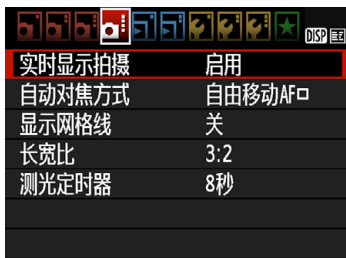 DISP
实时显示拍摄 启用
自动对焦方式 自由移动AF
显示网格线 关
长宽比 3:2
测光定时器 8秒